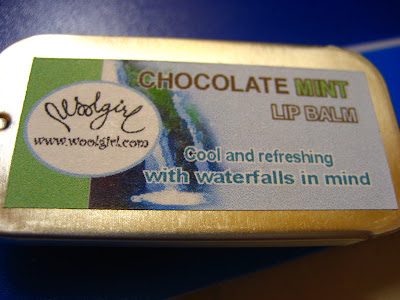 Woolgirl
www.woolgirl.com
CHOCOLATE MINT
LIP BALM
Cool and refreshing
with waterfalls in mind